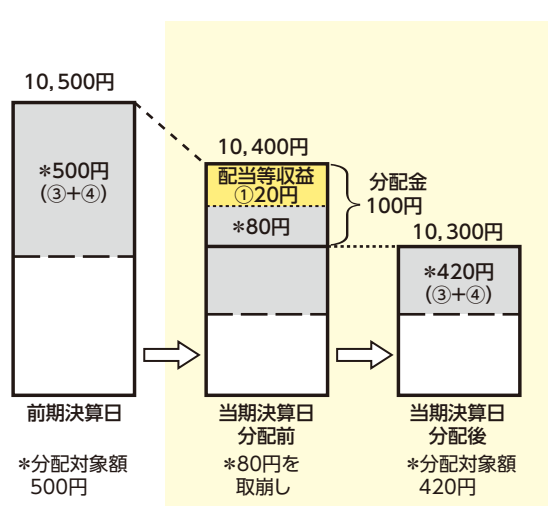 10,500円
*500円
(③+④)
10,400円
配当等収益
①20円
*80円
分配金
100円
10,300円
*420円
(③+④)
前期決算日
当期決算日
分配前
当期決算日
分配後
*分配対象額
500円
*80円を
取崩し
*分配対象額
420円